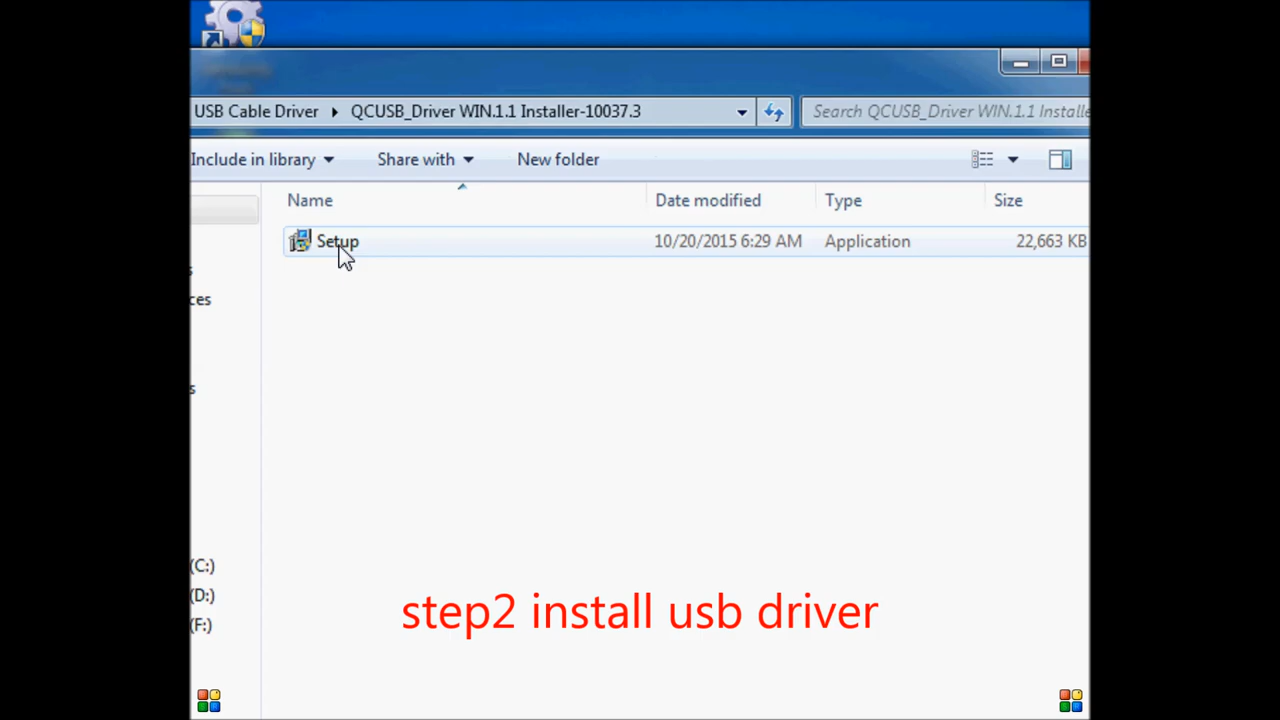 USB Cable Driver QCUSB_Driver WIN.1.1 Installer-10037.3 Search QCUSB_Driver WIN.1.1 Installe
Include in library Share with New folder
Name Date modified Type Size
Setup 10/20/2015 6:29 AM Application 22,663 KB
s
ces
s
(C:)
(D:)
(F:)
step2 install usb driver